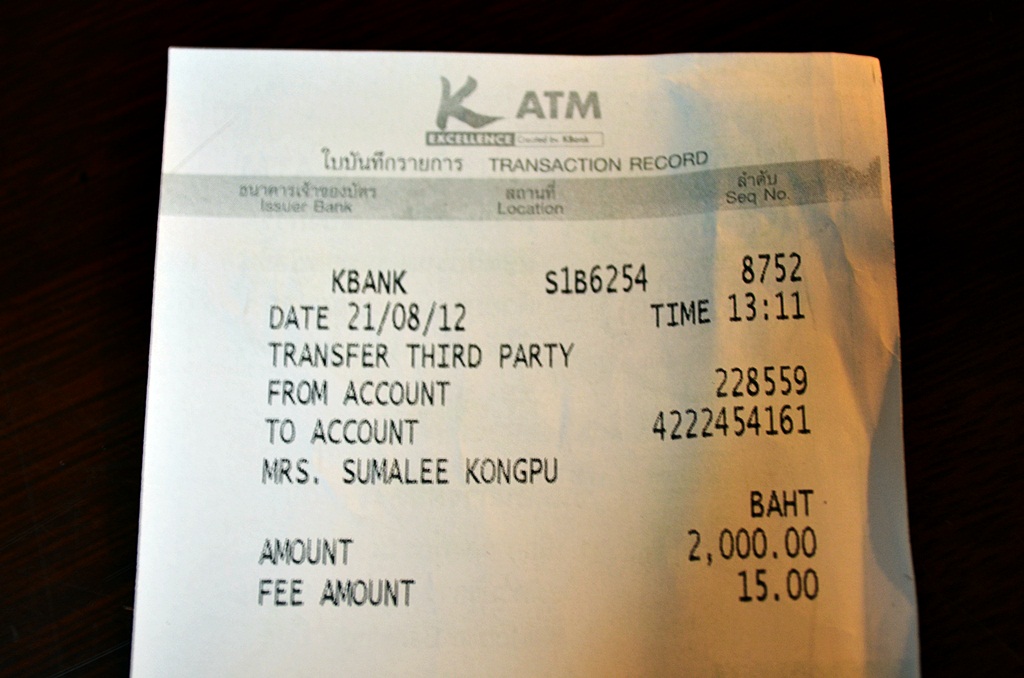 K ATM
EXCELLENCE Created by KBank
ใบบันทึกรายการ TRANSACTION RECORD
ธนาคารเจ้าของบัตร สถานที่ ลำดับ
Issuer Bank Location Seq No.
KBANK S1B6254 8752
DATE 21/08/12 TIME 13:11
TRANSFER THIRD PARTY
FROM ACCOUNT 228559
TO ACCOUNT 4222454161
MRS. SUMALEE KONGPU
BAHT
AMOUNT 2,000.00
FEE AMOUNT 15.00